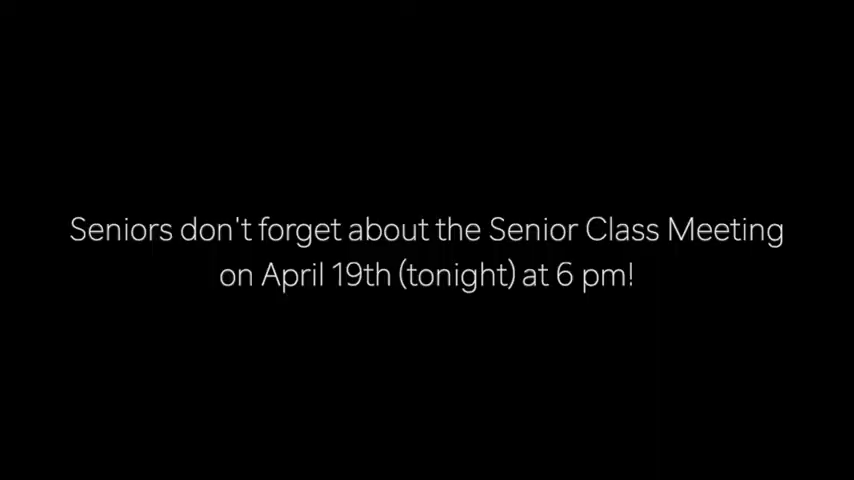 Seniors don't forget about the Senior Class Meeting
on April 19th (tonight) at 6 pm!